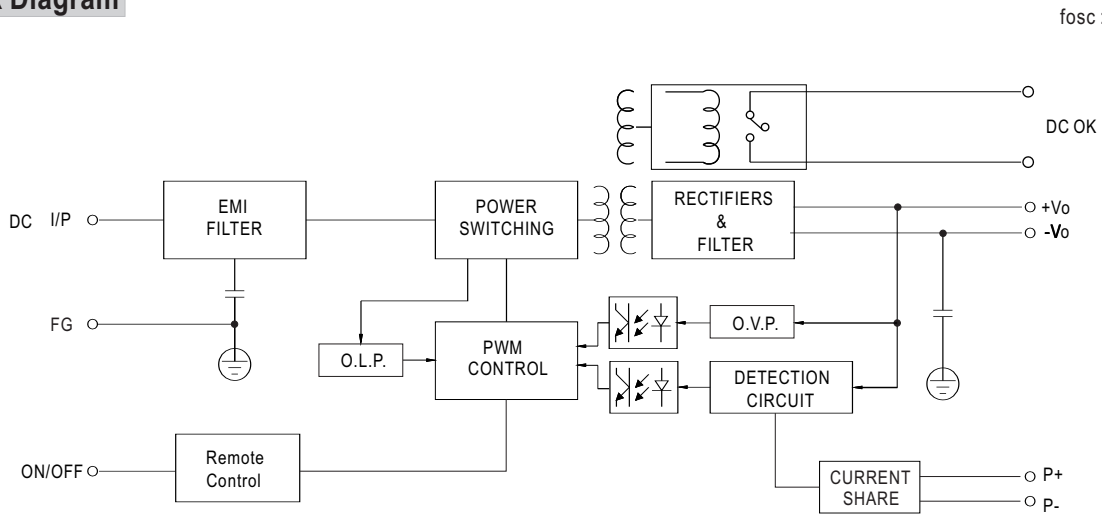 Diagram
fosc :
DC OK
DC I/P
EMI
FILTER
POWER
SWITCHING
RECTIFIERS
&
FILTER
+Vo
-Vo
FG
O.L.P.
PWM
CONTROL
O.V.P.
DETECTION
CIRCUIT
ON/OFF
Remote
Control
CURRENT
SHARE
P+
P-